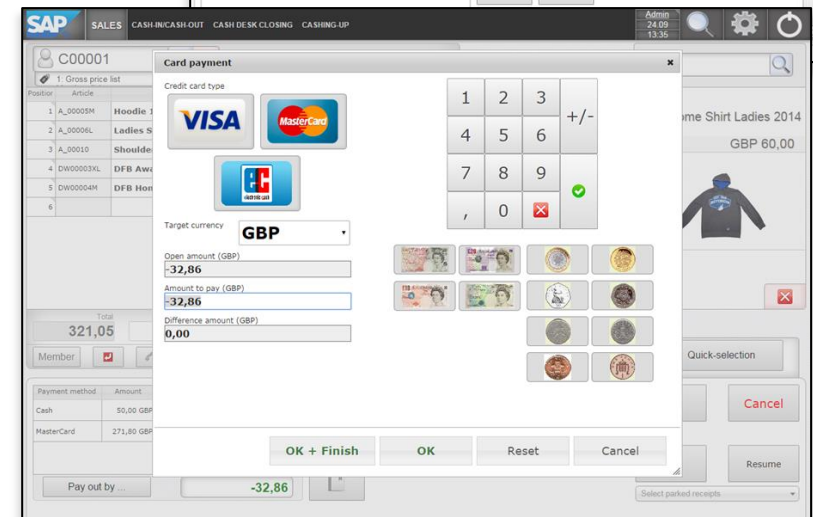 SAP SALES CASH-IN/CASH-OUT CASH DESK CLOSING CASHING-UP Admin
24.09
13:35
C00001
1: Gross price list
Position Article
1 A_00005M Hoodie 1
2 A_00006L Ladies S
3 A_00010 Shoulde
4 DW00003XL DFB Awa
5 DW00004M DFB Hom
6
Total
321,05
Member
Payment method Amount
Cash 50,00 GBP
MasterCard 271,80 GBP
Pay out by ... -32,86
Card payment
Credit card type
VISA MasterCard
EC
electronic cash
Target currency GBP
Open amount (GBP)
-32,86
Amount to pay (GBP)
-32,86
Difference amount (GBP)
0,00
1 2 3 +/-
4 5 6
7 8 9
, 0
OK + Finish OK Reset Cancel
ome Shirt Ladies 2014
GBP 60,00
Quick-selection
Cancel
Resume
Select parked receipts